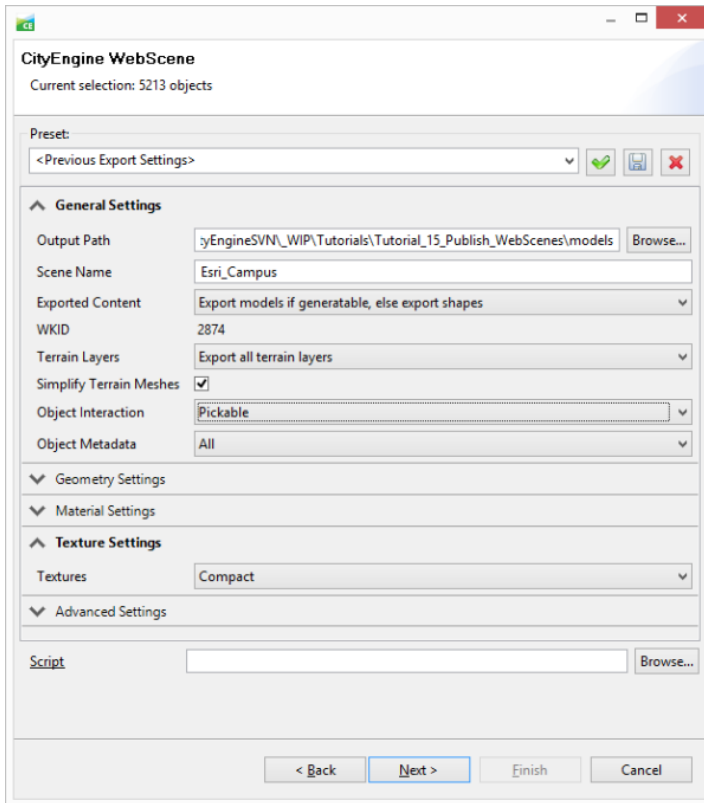 CE
CityEngine WebScene
Current selection: 5213 objects
Preset:
<Previous Export Settings>
General Settings
Output Path :yEngineSVN\_WIP\Tutorials\Tutorial_15_Publish_WebScenes\models Browse...
Scene Name Esri_Campus
Exported Content Export models if generatable, else export shapes
WKID 2874
Terrain Layers Export all terrain layers
Simplify Terrain Meshes
Object Interaction Pickable
Object Metadata All
Geometry Settings
Material Settings
Texture Settings
Textures Compact
Advanced Settings
Script Browse...
< Back Next > Finish Cancel